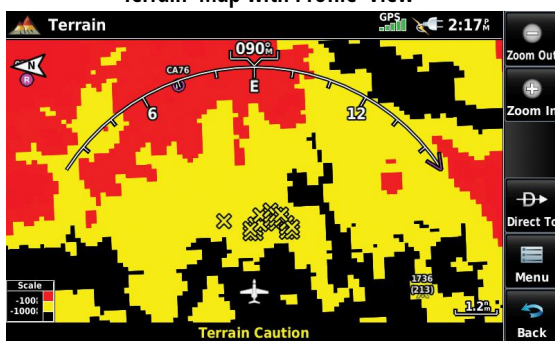 Terrain Map with Profile View
Terrain
GPS
2:17 PM
Zoom Out
090°M
N
CA76
R
E
6
12
Zoom In
Direct To
Menu
Scale
-100
-1000
1736
(213)
1.2
Terrain Caution
Back